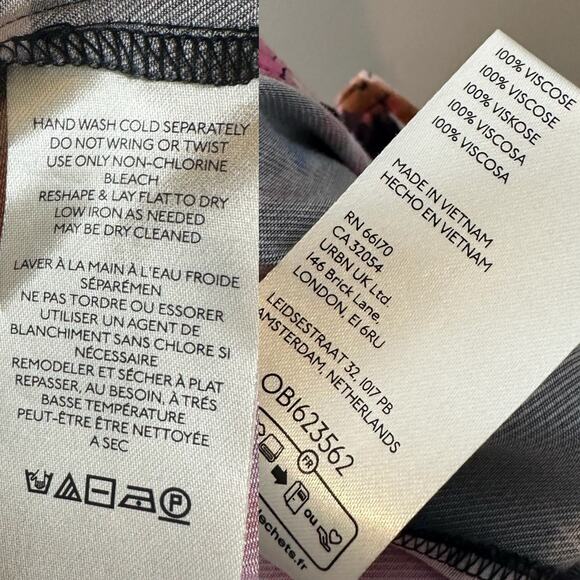 HAND WASH COLD SEPARATELY
DO NOT WRING OR TWIST
USE ONLY NON-CHLORINE
BLEACH
RESHAPE & LAY FLAT TO DRY
LOW IRON AS NEEDED
MAY BE DRY CLEANED
LAVER À LA MAIN À L'EAU FROIDE
SÉPARÉMEN
NE PAS TORDRE OU ESSORER
UTILISER UN AGENT DE
BLANCHIMENT SANS CHLORE SI
NÉCESSAIRE
REMODELER ET SÉCHER À PLAT
REPASSER, AU BESOIN, À TRÉS
BASSE TEMPÉRATURE
PEUT-ÊTRE ÊTRE NETTOYÉE
A SEC
P
100% VISCOSE
100% VISCOSE
100% VISKOSE
100% VISCOSA
100% VISCOSA
MADE IN VIETNAM
HECHO EN VIETNAM
RN 66170
CA 32054
URBN UK Ltd.
146 Brick Lane,
LONDON, E1 6RU
LEIDSESTRAAT 32, 1017 PB
AMSTERDAM, NETHERLANDS
OB1623562
FR
ou
echets.fr